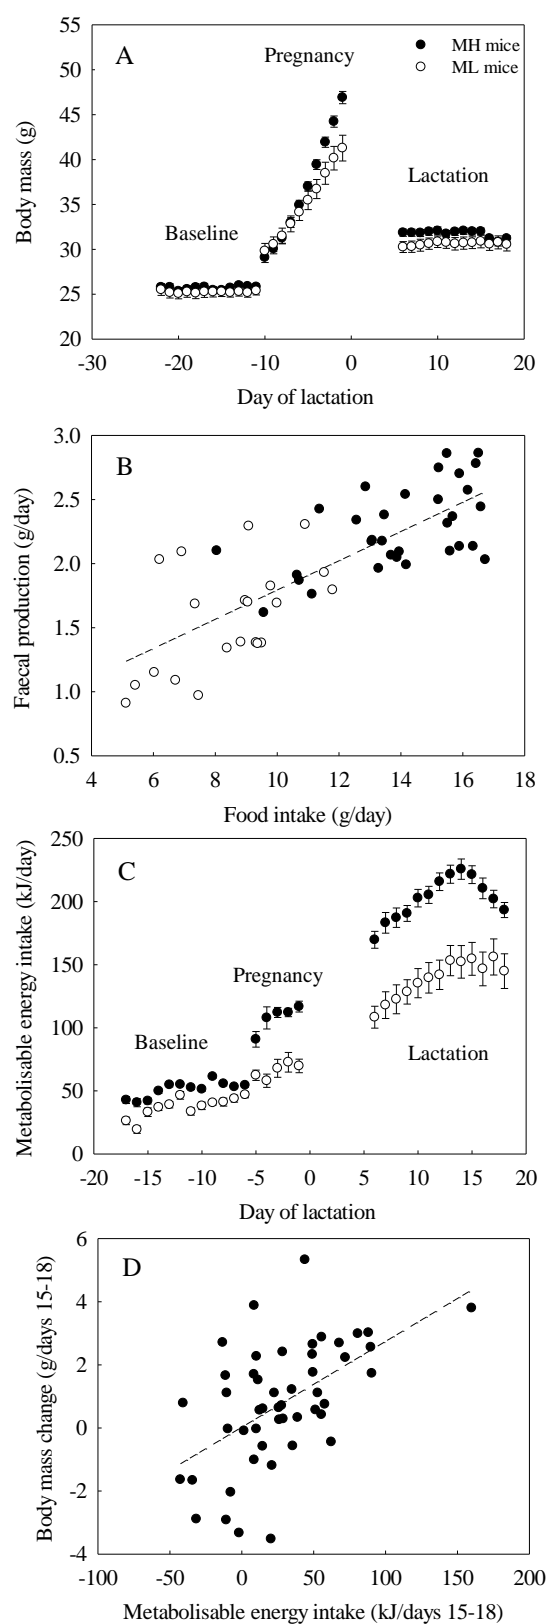 A
Pregnancy
MH mice
ML mice
Baseline
Lactation
Body mass (g)
55
50
45
40
35
30
25
20
-30
-20
-10
0
10
20
Day of lactation
B
Faecal production (g/day)
3.0
2.5
2.0
1.5
1.0
0.5
4
6
8
10
12
14
16
18
Food intake (g/day)
C
Pregnancy
Baseline
Lactation
Metabolisable energy intake (kJ/day)
250
200
150
100
50
0
-20
-15
-10
-5
0
5
10
15
20
Day of lactation
D
Body mass change (g/days 15-18)
6
4
2
0
-2
-4
-100
-50
0
50
100
150
200
Metabolisable energy intake (kJ/days 15-18)